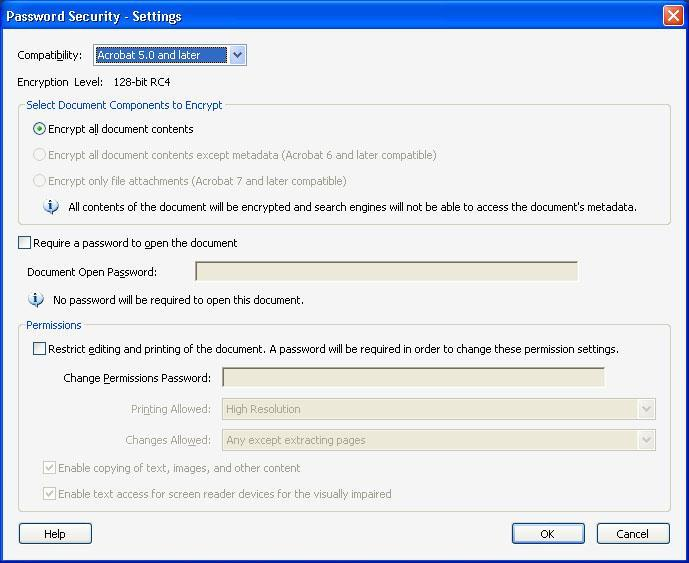 Password Security - Settings
Compatibility: Acrobat 5.0 and later
Encryption Level: 128-bit RC4
Select Document Components to Encrypt
Encrypt all document contents
Encrypt all document contents except metadata (Acrobat 6 and later compatible)
Encrypt only file attachments (Acrobat 7 and later compatible)
All contents of the document will be encrypted and search engines will not be able to access the document's metadata.
Require a password to open the document
Document Open Password:
No password will be required to open this document.
Permissions
Restrict editing and printing of the document. A password will be required in order to change these permission settings.
Change Permissions Password:
Printing Allowed: High Resolution
Changes Allowed: Any except extracting pages
Enable copying of text, images, and other content
Enable text access for screen reader devices for the visually impaired
Help OK Cancel